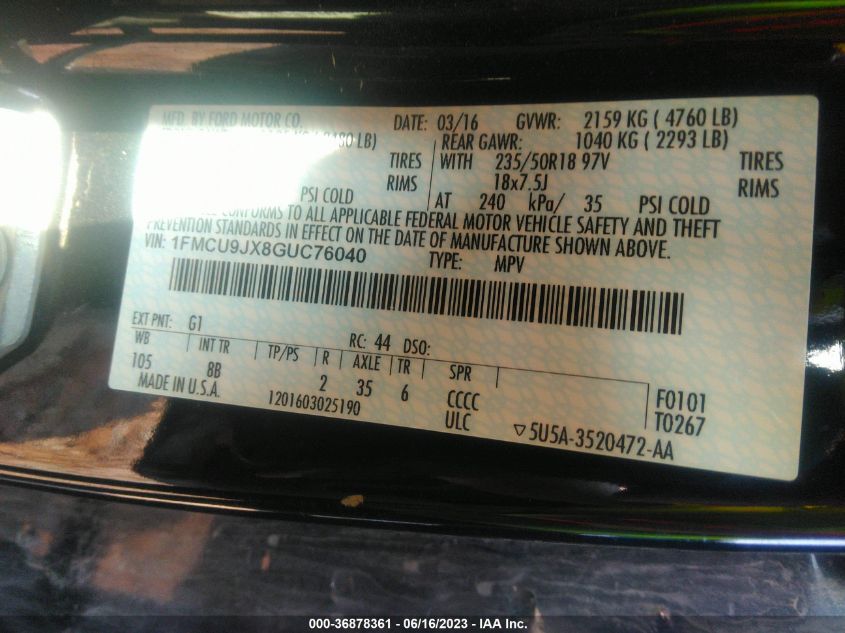 MFD. BY FORD MOTOR CO. DATE: 03/16 GVWR: 2159 KG ( 4760 LB)
LB) REAR GAWR: 1040 KG ( 2293 LB)
TIRES WITH 235/50R18 97V TIRES
RIMS 18x7.5J RIMS
PSI COLD AT 240 kPa/ 35 PSI COLD
VEHICLE CONFORMS TO ALL APPLICABLE FEDERAL MOTOR VEHICLE SAFETY AND THEFT
PREVENTION STANDARDS IN EFFECT ON THE DATE OF MANUFACTURE SHOWN ABOVE.
VIN: 1FMCU9JX8GUC76040 TYPE: MPV
EXT PNT: G1 RC: 44 DSO:
WB INT TR TP/PS R AXLE TR SPR
105 8B 2 35 6 CCCC F0101
MADE IN U.S.A. 1201603025190 ULC T0267
▽5U5A-3520472-AA
000-36878361 - 06/16/2023 - IAA Inc.